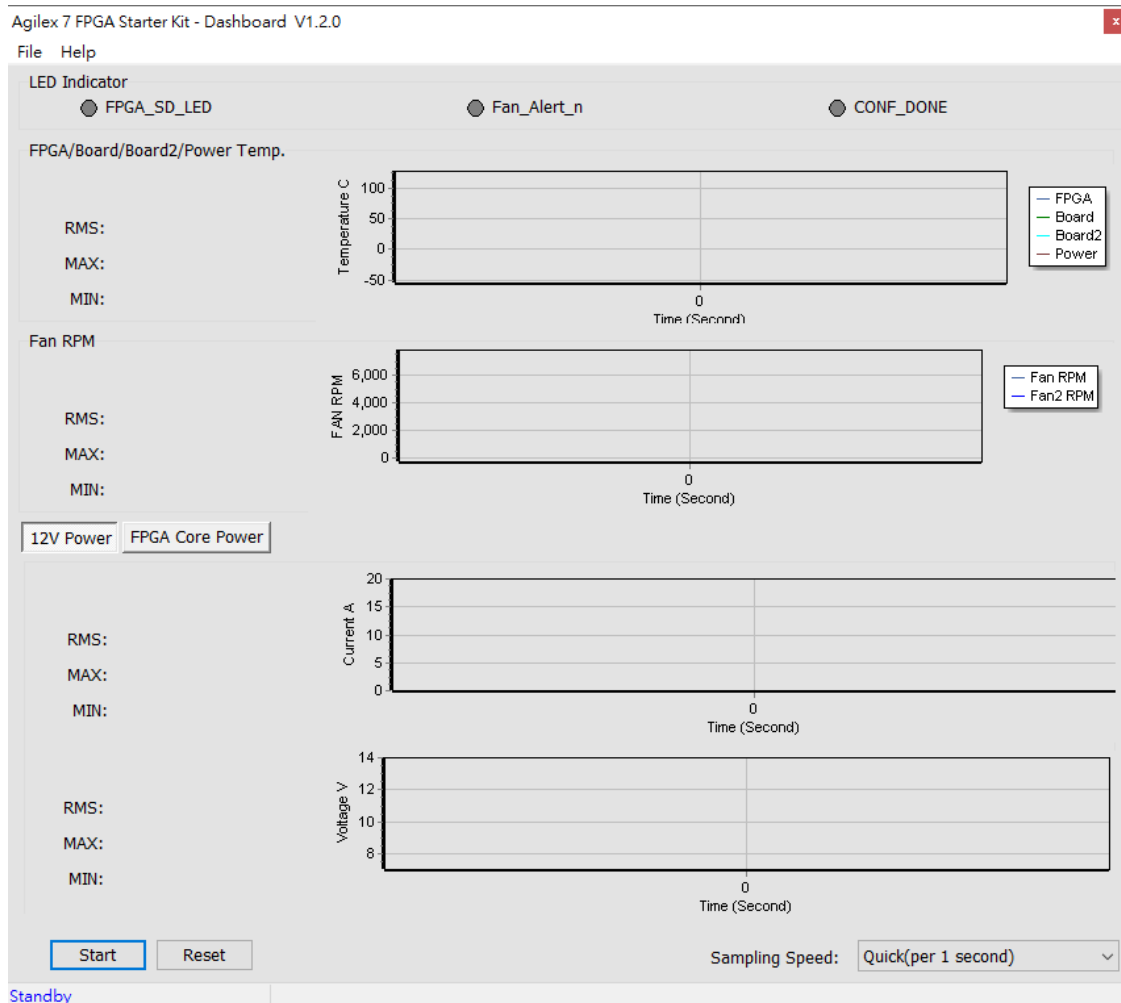 Agilex 7 FPGA Starter Kit - Dashboard V1.2.0
x
File Help
LED Indicator
FPGA_SD_LED Fan_Alert_n CONF_DONE
FPGA/Board/Board2/Power Temp.
RMS:
MAX:
MIN:
Temperature C
100
50
0
-50
0
Time (Second)
FPGA
Board
Board2
Power
Fan RPM
RMS:
MAX:
MIN:
FAN RPM
6,000
4,000
2,000
0
0
Time (Second)
Fan RPM
Fan2 RPM
12V Power FPGA Core Power
RMS:
MAX:
MIN:
Current A
20
15
10
5
0
0
Time (Second)
RMS:
MAX:
MIN:
Voltage V
14
12
10
8
0
Time (Second)
Start Reset Sampling Speed: Quick(per 1 second)
Standby